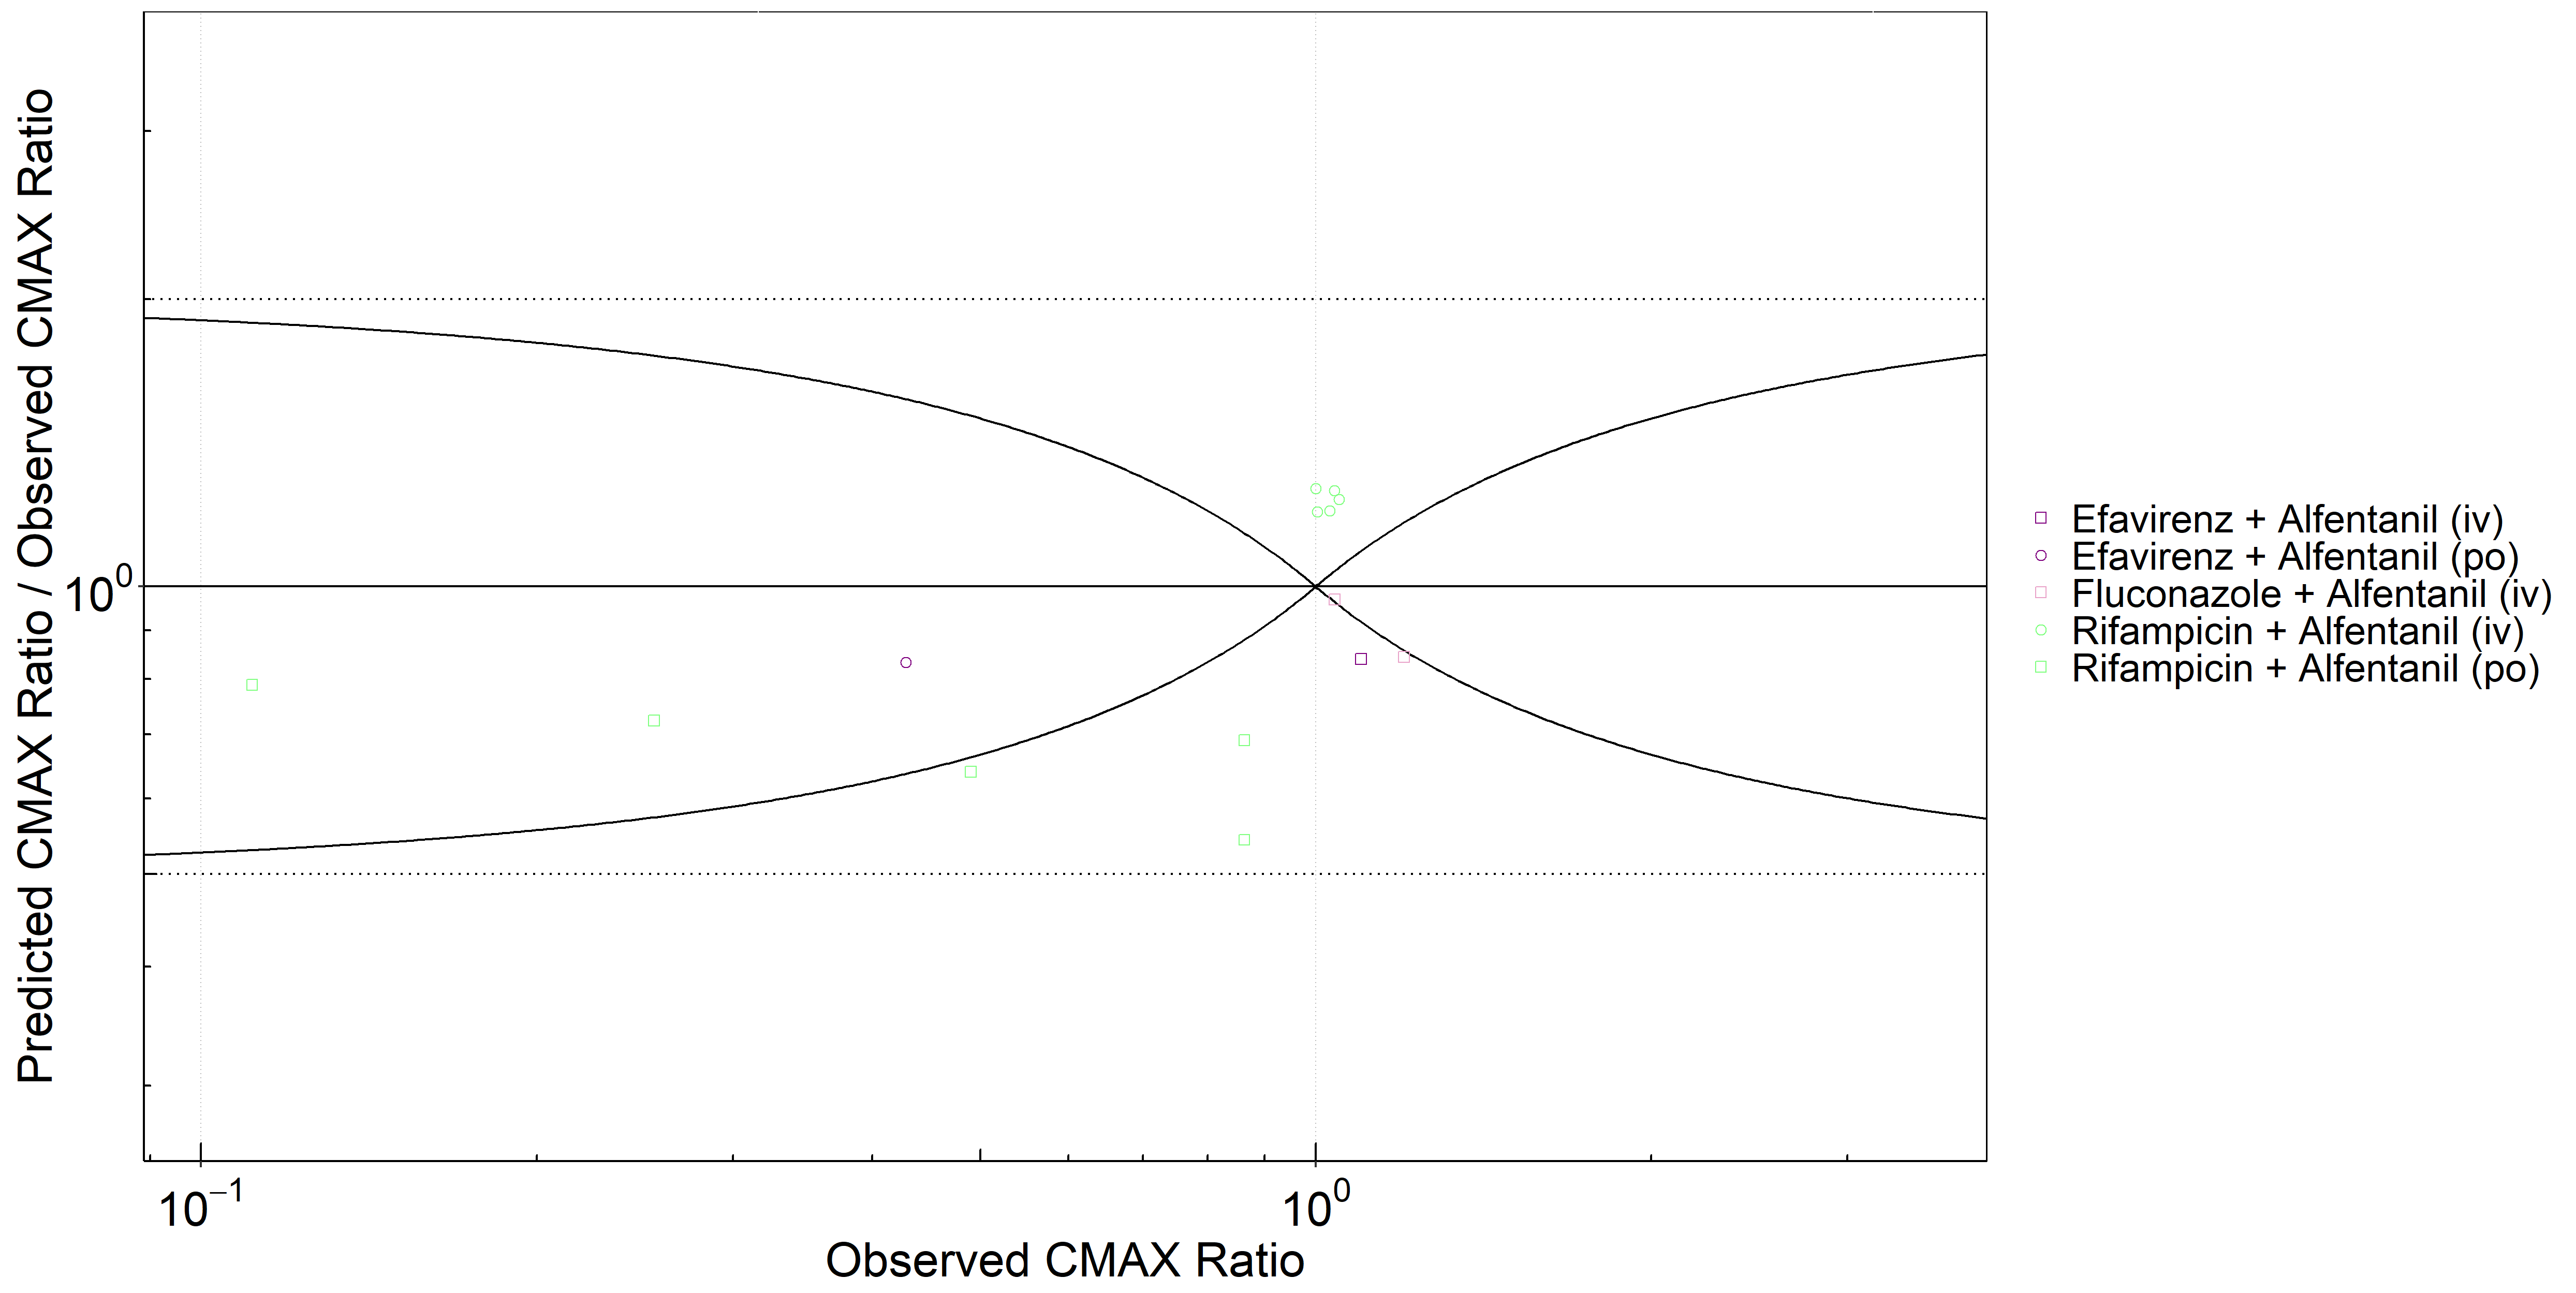 Predicted CMAX Ratio / Observed CMAX Ratio
10⁰
10⁻¹
10⁰
Observed CMAX Ratio
Efavirenz + Alfentanil (iv)
Efavirenz + Alfentanil (po)
Fluconazole + Alfentanil (iv)
Rifampicin + Alfentanil (iv)
Rifampicin + Alfentanil (po)